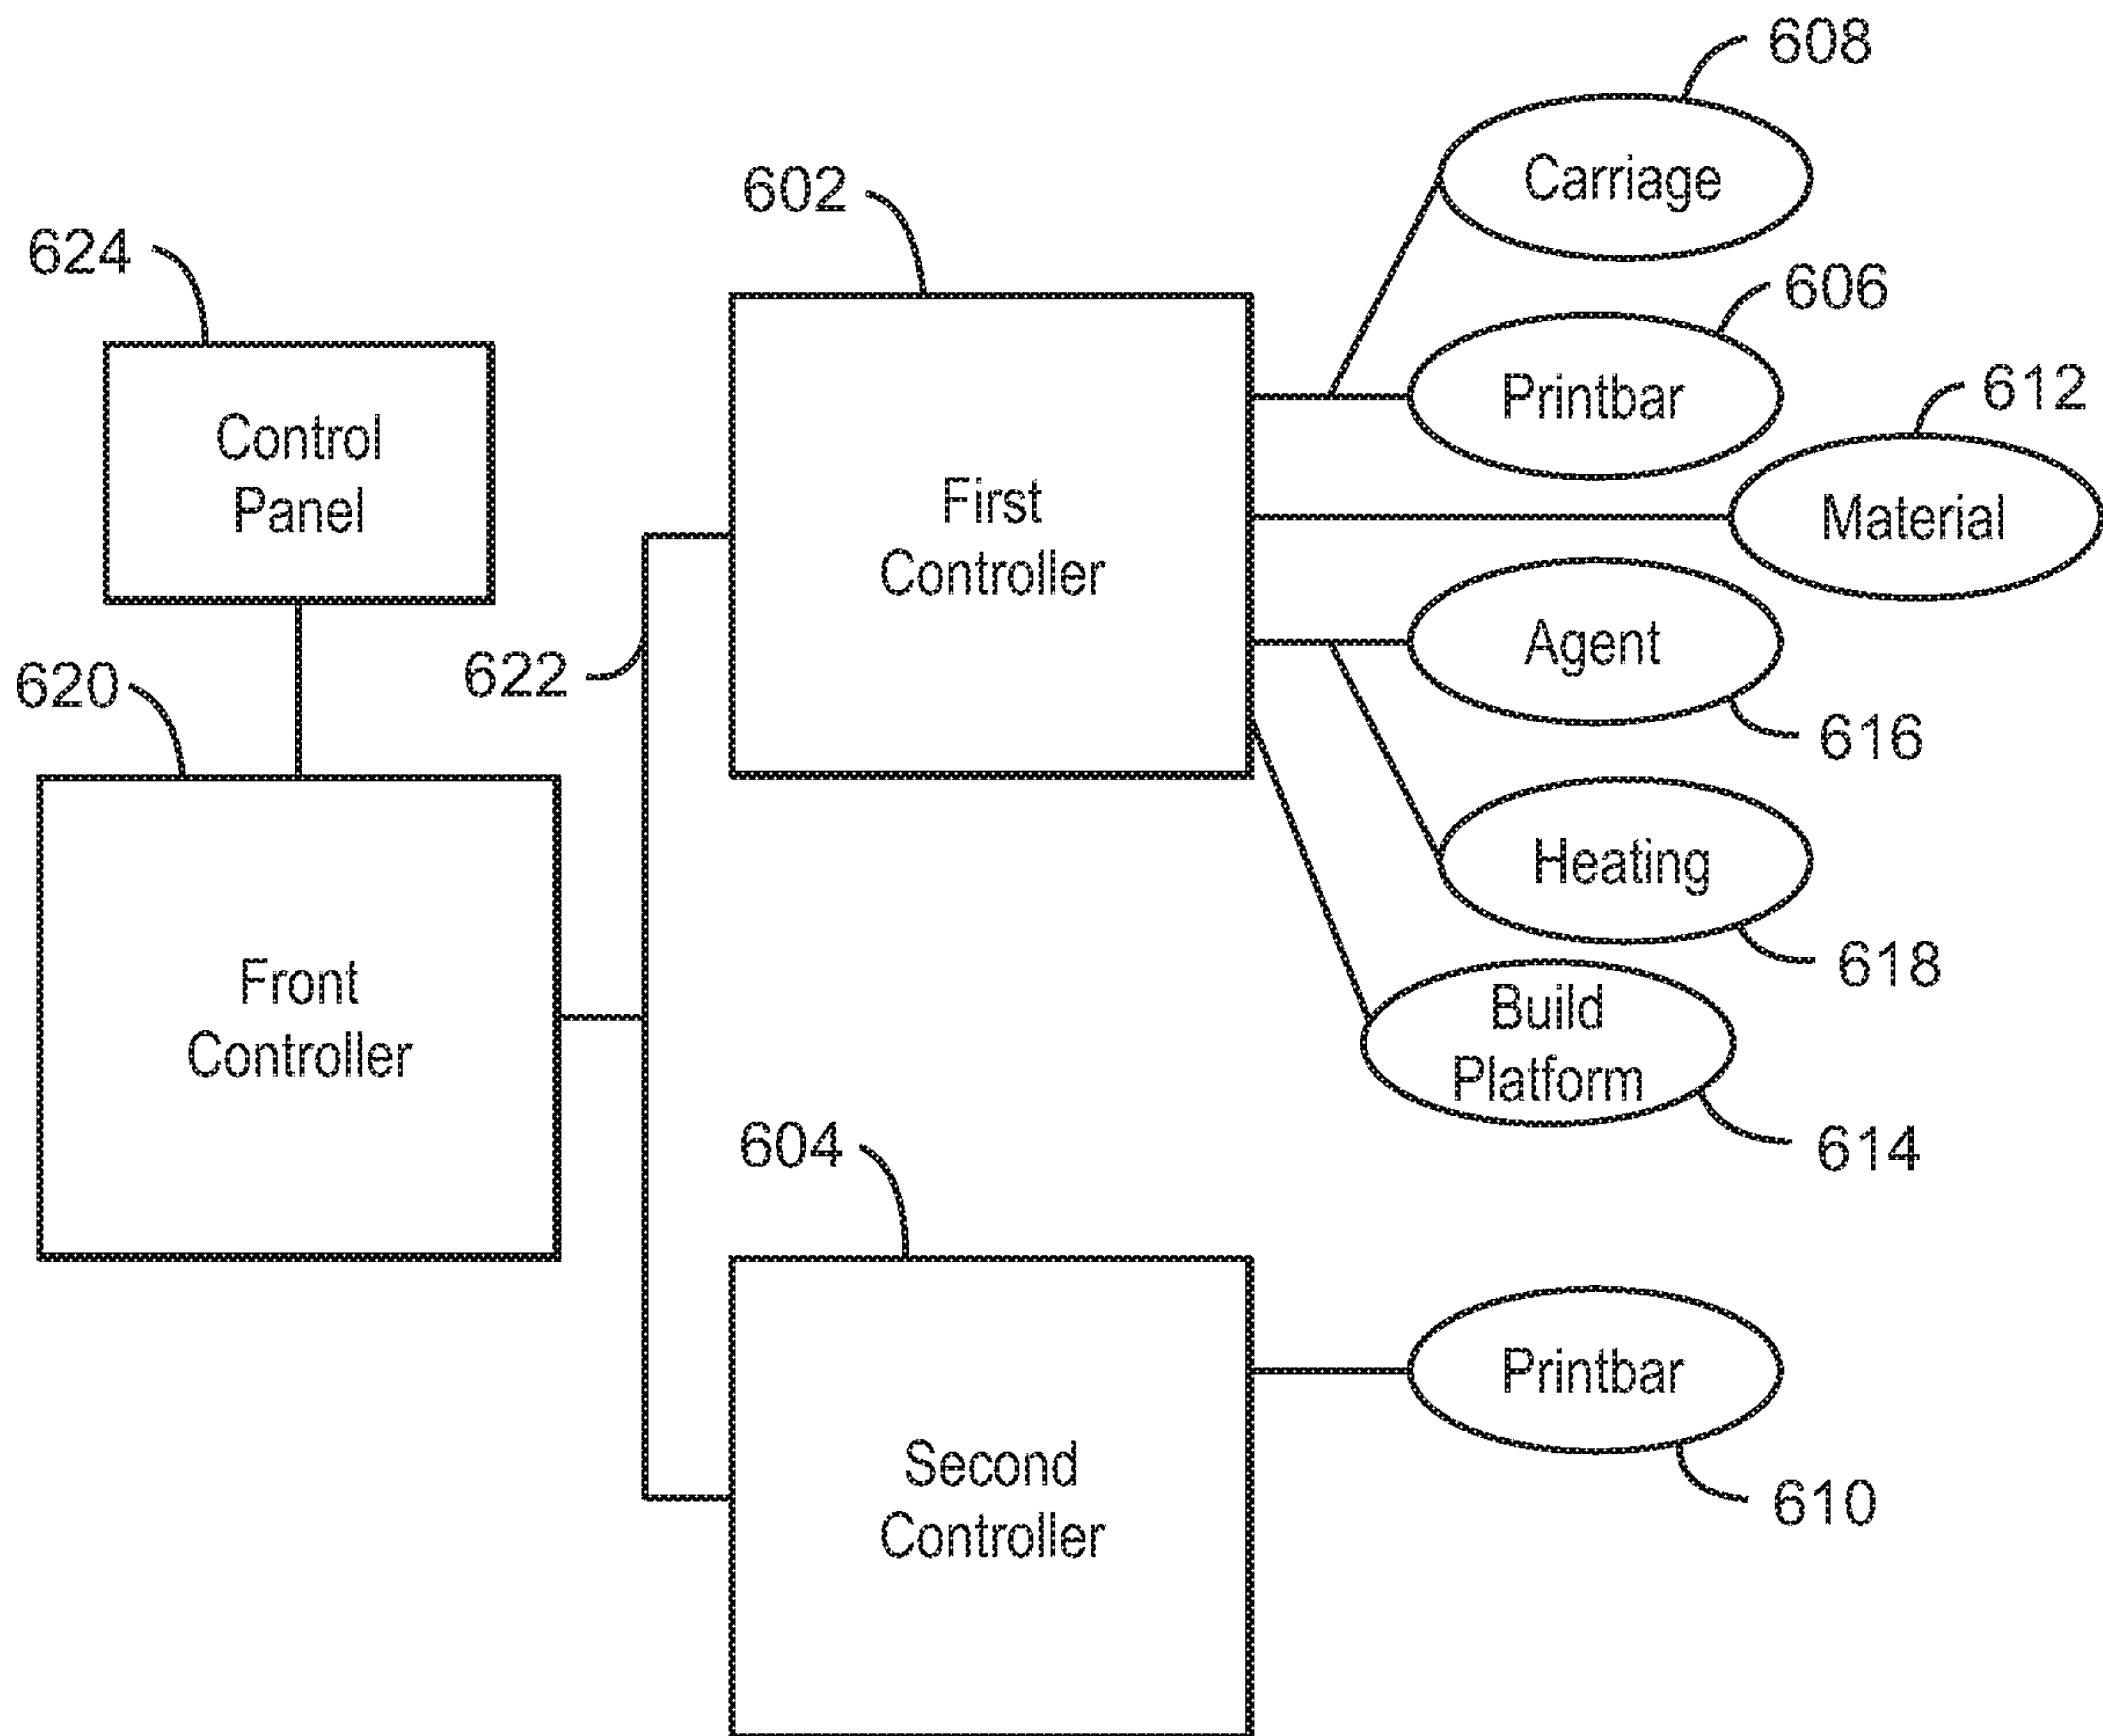 608
Carriage
602
624
606
Printbar
612
Control
Panel
First
Controller
Material
622
Agent
620
616
Heating
618
Front
Controller
Build
Platform
614
604
Printbar
610
Second
Controller